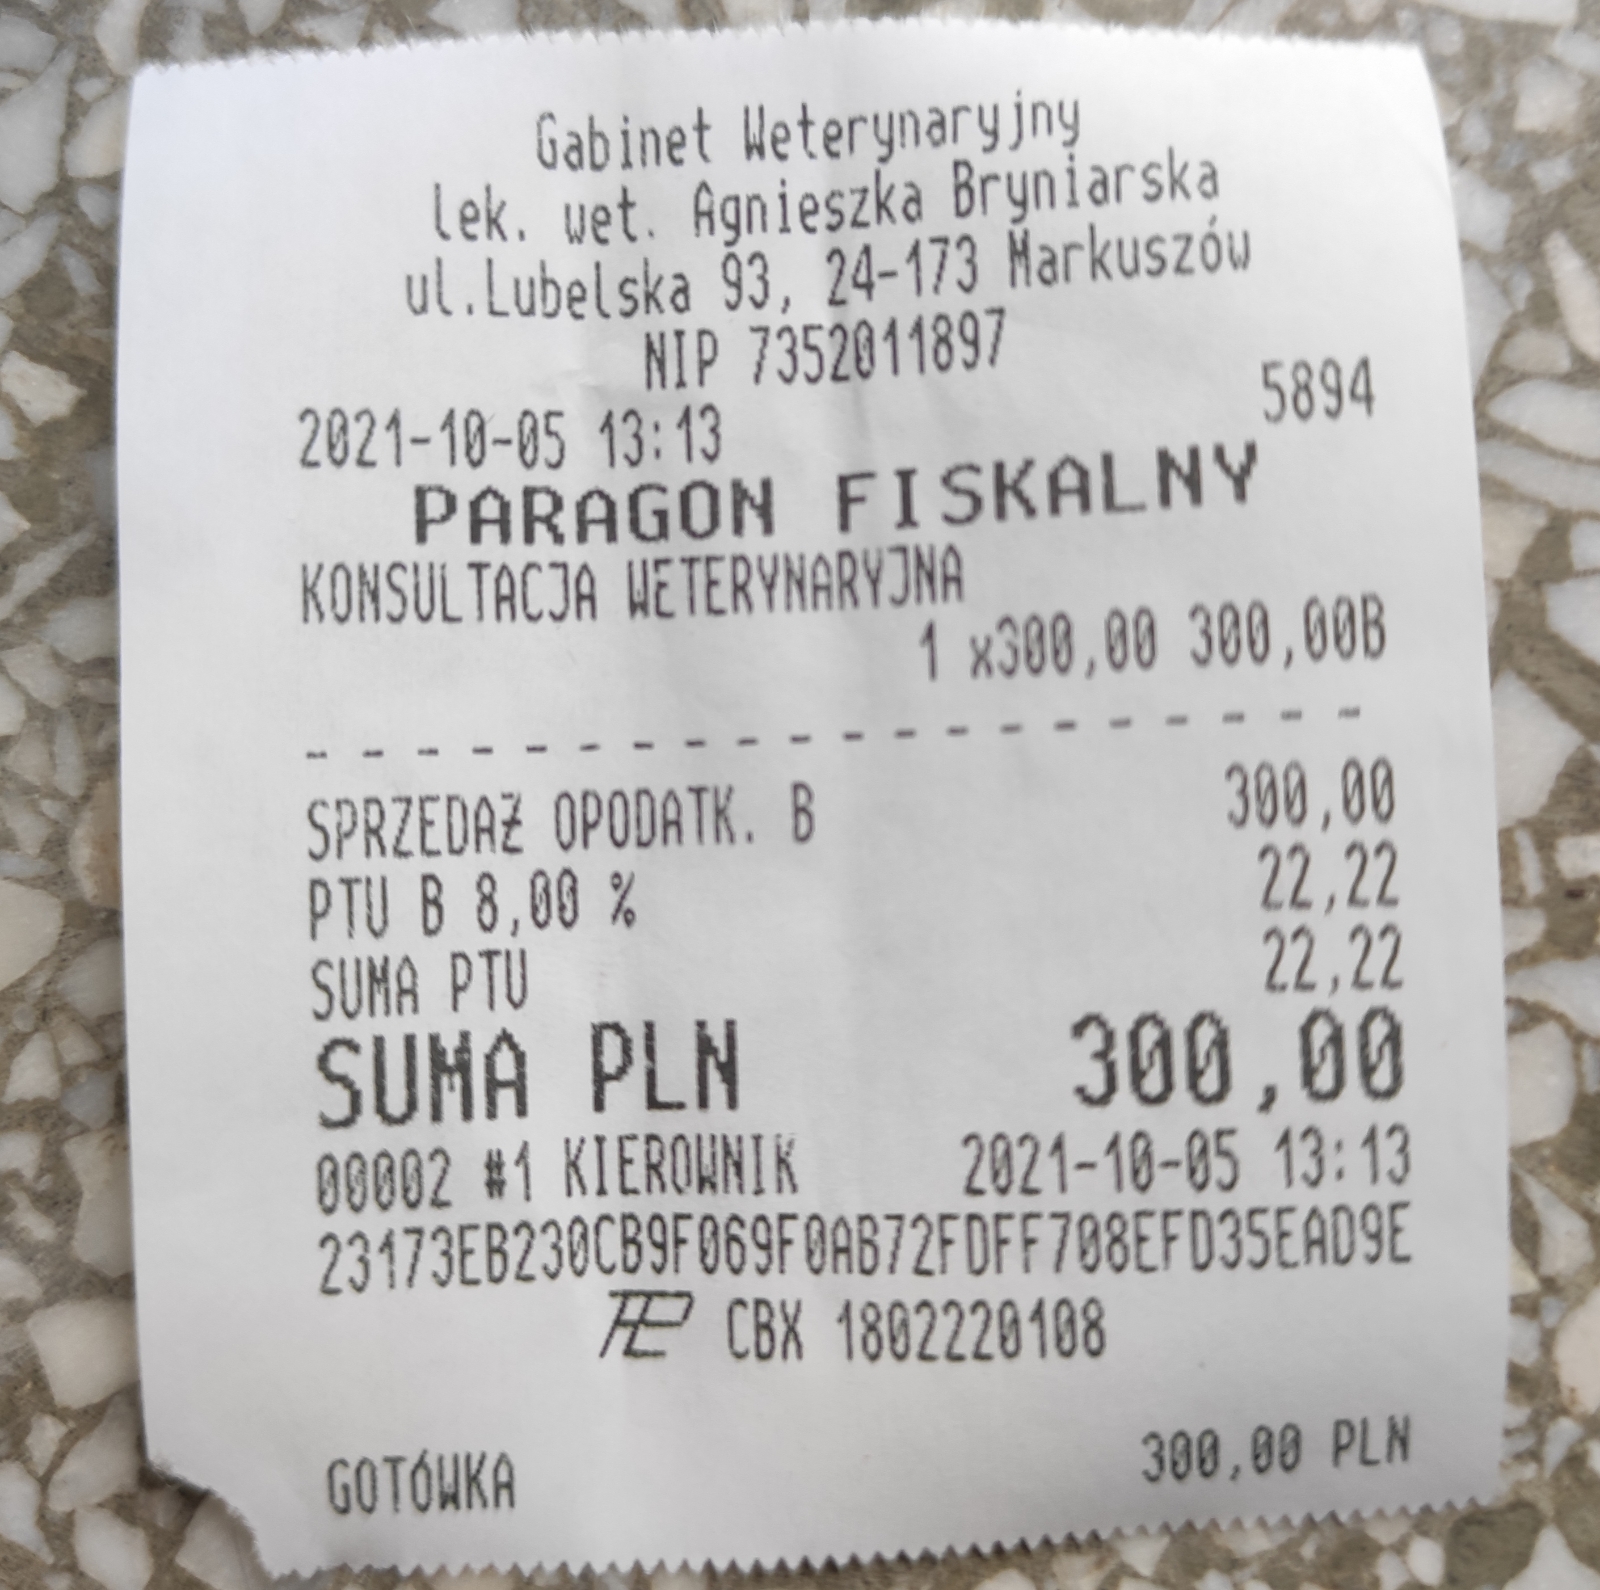 Gabinet Weterynaryjny
lek. wet. Agnieszka Bryniarska
ul.Lubelska 93, 24-173 Markuszów
NIP 7352011897
2021-10-05 13:13 5894
PARAGON FISKALNY
KONSULTACJA WETERYNARYJNA
1 x300,00 300,00B
- - - - - - - - - - - - - - - - - - - -
SPRZEDAŻ OPODATK. B 300,00
PTU B 8,00 % 22,22
SUMA PTU 22,22
SUMA PLN 300,00
00002 #1 KIEROWNIK 2021-10-05 13:13
23173EB230CB9F069F0AB72FDFF708EFD35EAD9E
CBX 1802220108
GOTÓWKA 300,00 PLN